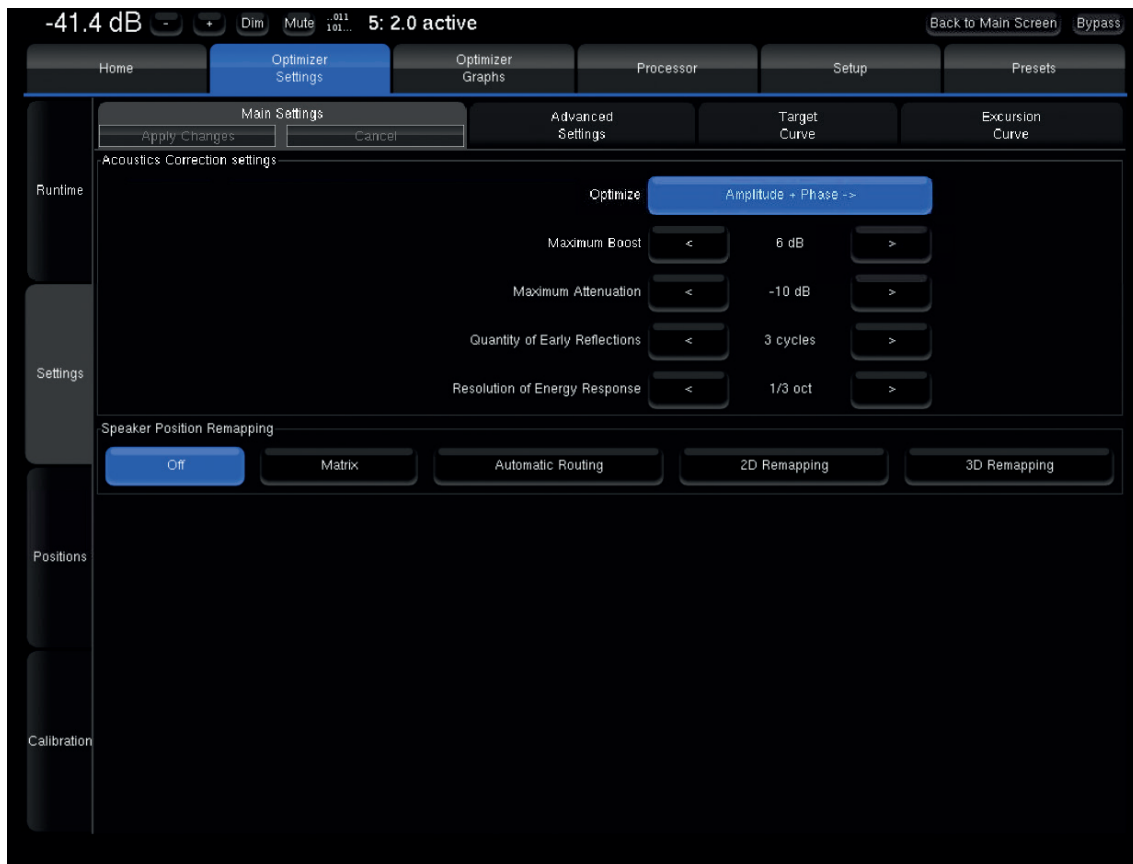 -41.4 dB - + Dim Mute ..011 101... 5: 2.0 active Back to Main Screen Bypass
Home Optimizer Settings Optimizer Graphs Processor Setup Presets
Main Settings Advanced Settings Target Curve Excursion Curve
Apply Changes Cancel
Acoustics Correction settings
Runtime
Optimize Amplitude + Phase ->
Maximum Boost < 6 dB >
Maximum Attenuation < -10 dB >
Quantity of Early Reflections < 3 cycles >
Settings
Resolution of Energy Response < 1/3 oct >
Speaker Position Remapping
Off Matrix Automatic Routing 2D Remapping 3D Remapping
Positions
Calibration